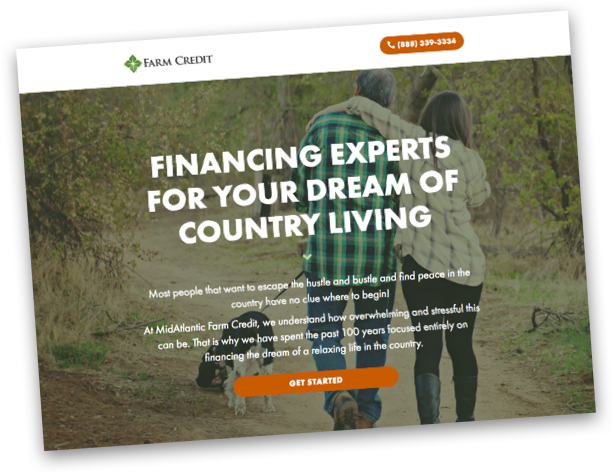 FARM CREDIT
(888) 339-3334
FINANCING EXPERTS
FOR YOUR DREAM OF
COUNTRY LIVING
Most people that want to escape the hustle and bustle and find peace in the
country have no clue where to begin!
At MidAtlantic Farm Credit, we understand how overwhelming and stressful this
can be. That is why we have spent the past 100 years focused entirely on
financing the dream of a relaxing life in the country.
GET STARTED